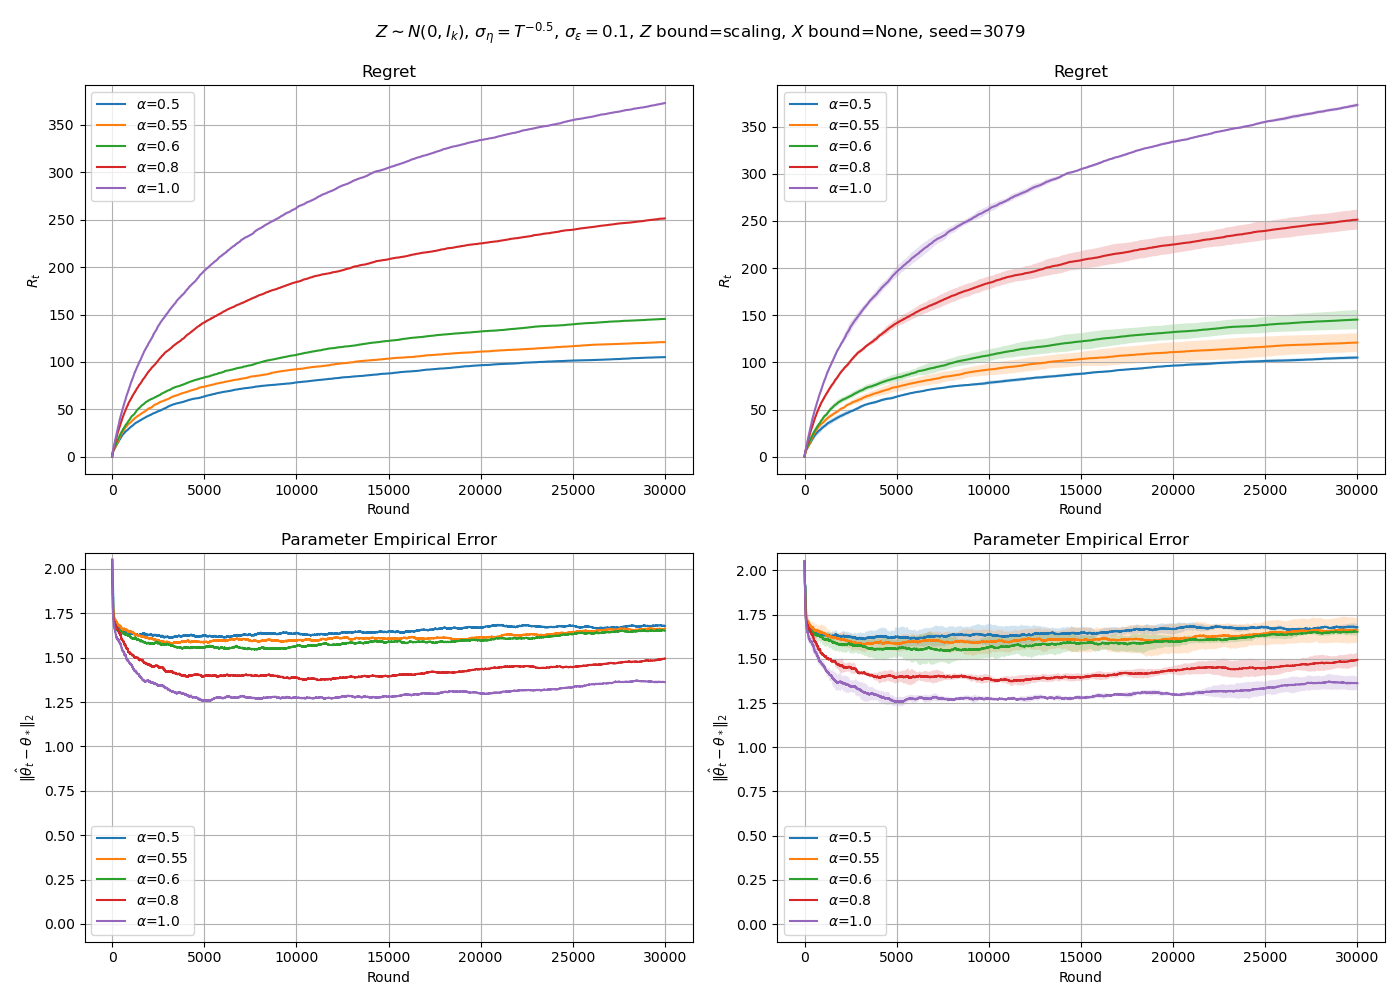 Z ~ N(0, I_k), σ_η = T^{−0.5}, σ_ε = 0.1, Z bound=scaling, X bound=None, seed=3079
Regret
R_t
350
300
250
200
150
100
50
0
α=0.5
α=0.55
α=0.6
α=0.8
α=1.0
0 5000 10000 15000 20000 25000 30000
Round
Regret
R_t
350
300
250
200
150
100
50
0
α=0.5
α=0.55
α=0.6
α=0.8
α=1.0
0 5000 10000 15000 20000 25000 30000
Round
Parameter Empirical Error
‖θ̂_t − θ_*‖_2
2.00
1.75
1.50
1.25
1.00
0.75
0.50
0.25
0.00
α=0.5
α=0.55
α=0.6
α=0.8
α=1.0
0 5000 10000 15000 20000 25000 30000
Round
Parameter Empirical Error
‖θ̂_t − θ_*‖_2
2.00
1.75
1.50
1.25
1.00
0.75
0.50
0.25
0.00
α=0.5
α=0.55
α=0.6
α=0.8
α=1.0
0 5000 10000 15000 20000 25000 30000
Round